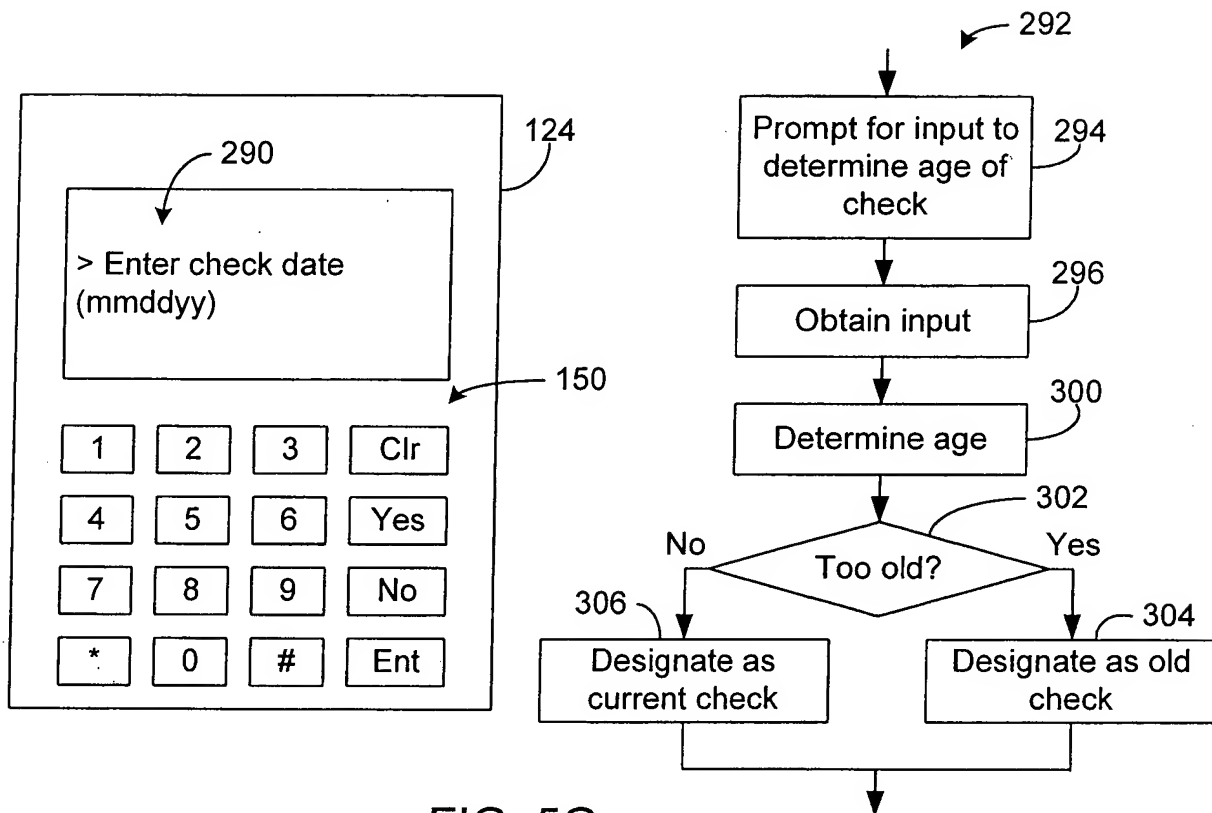 292
124
290
> Enter check date
(mmddyy)
150
1 2 3 Clr
4 5 6 Yes
7 8 9 No
* 0 # Ent
Prompt for input to
determine age of
check
294
Obtain input
296
Determine age
300
Too old?
302
No
Yes
306
Designate as
current check
304
Designate as old
check